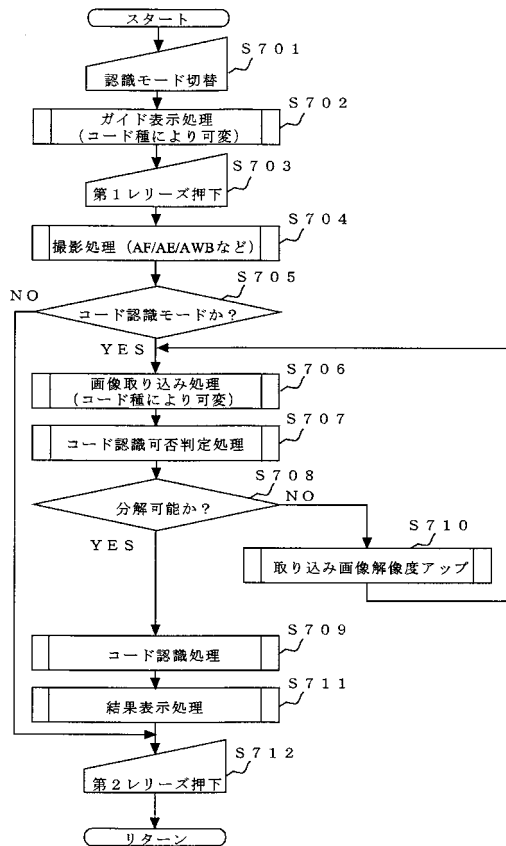 スタート
S701
認識モード切替
S702
ガイド表示処理
(コード種により可変)
S703
第1レリーズ押下
S704
撮影処理(AF/AE/AWBなど)
S705
NO
コード認識モードか?
YES
S706
画像取り込み処理
(コード種により可変)
S707
コード認識可否判定処理
S708
分解可能か?
NO
YES
S710
取り込み画像解像度アップ
S709
コード認識処理
S711
結果表示処理
S712
第2レリーズ押下
リターン